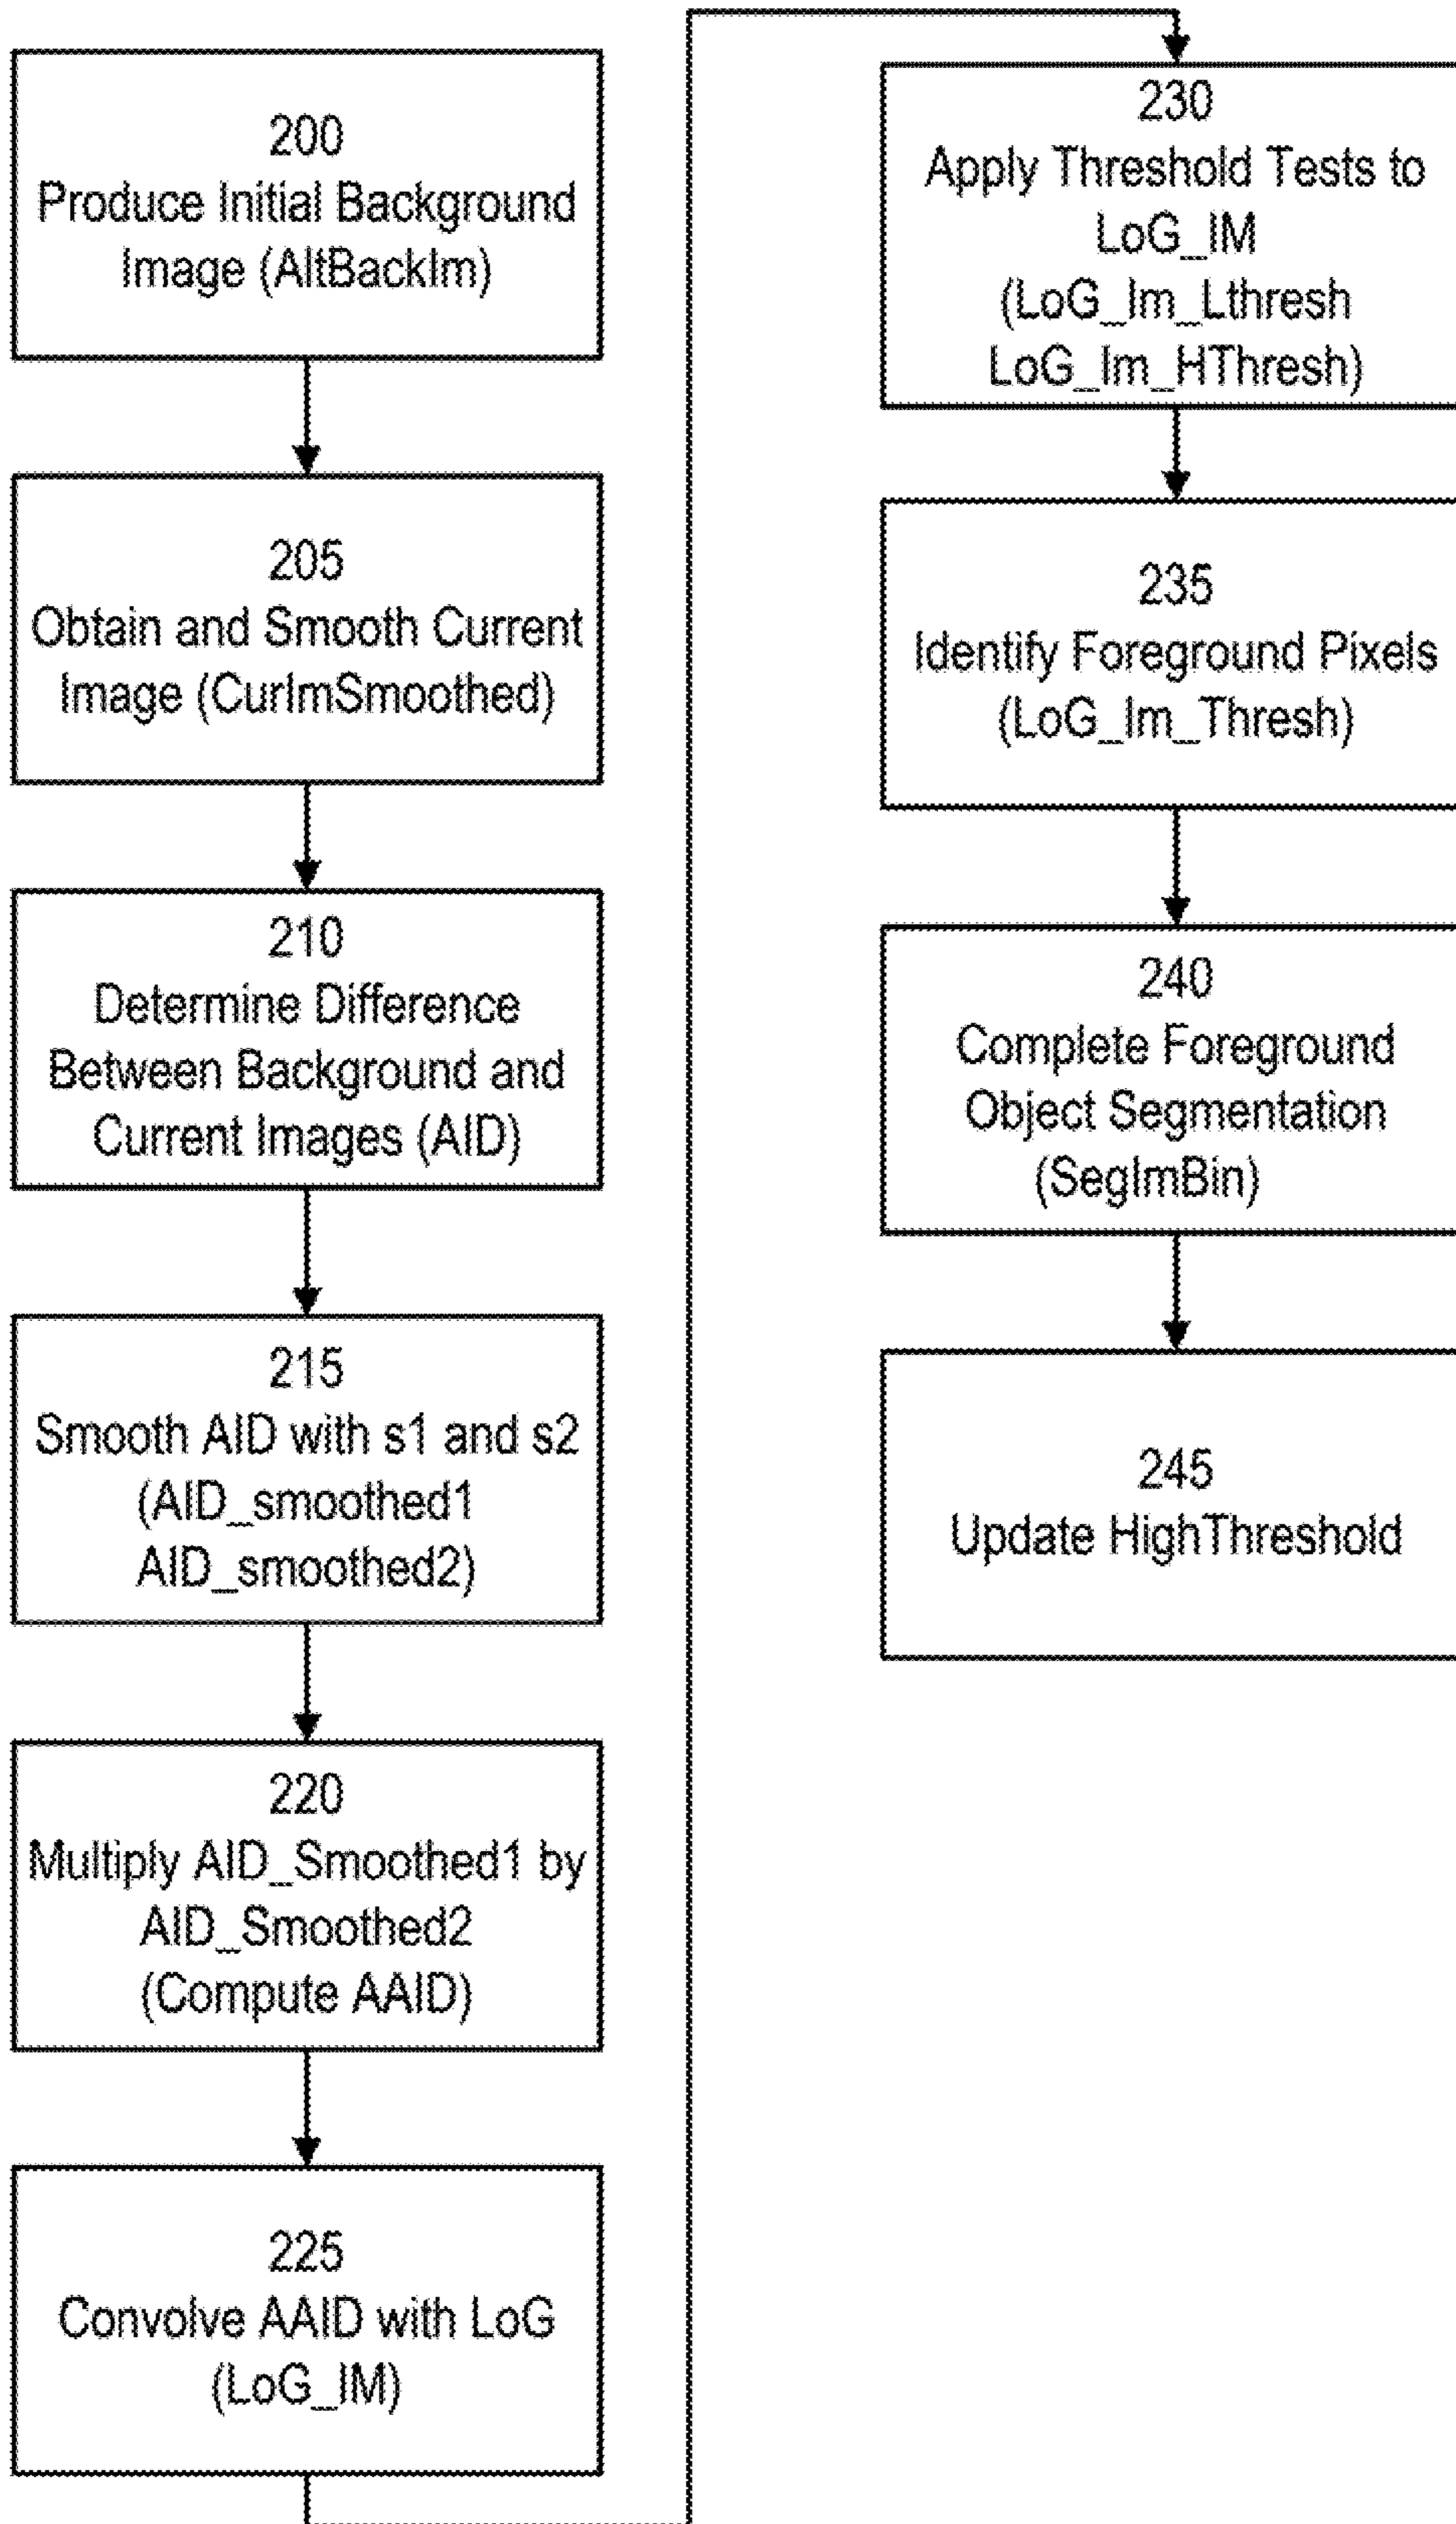 200
Produce Initial Background
Image (AltBackIm)
205
Obtain and Smooth Current
Image (CurImSmoothed)
210
Determine Difference
Between Background and
Current Images (AID)
215
Smooth AID with s1 and s2
(AID_smoothed1
AID_smoothed2)
220
Multiply AID_Smoothed1 by
AID_Smoothed2
(Compute AAID)
225
Convolve AAID with LoG
(LoG_IM)
230
Apply Threshold Tests to
LoG_IM
(LoG_Im_Lthresh
LoG_Im_HThresh)
235
Identify Foreground Pixels
(LoG_Im_Thresh)
240
Complete Foreground
Object Segmentation
(SegImBin)
245
Update HighThreshold